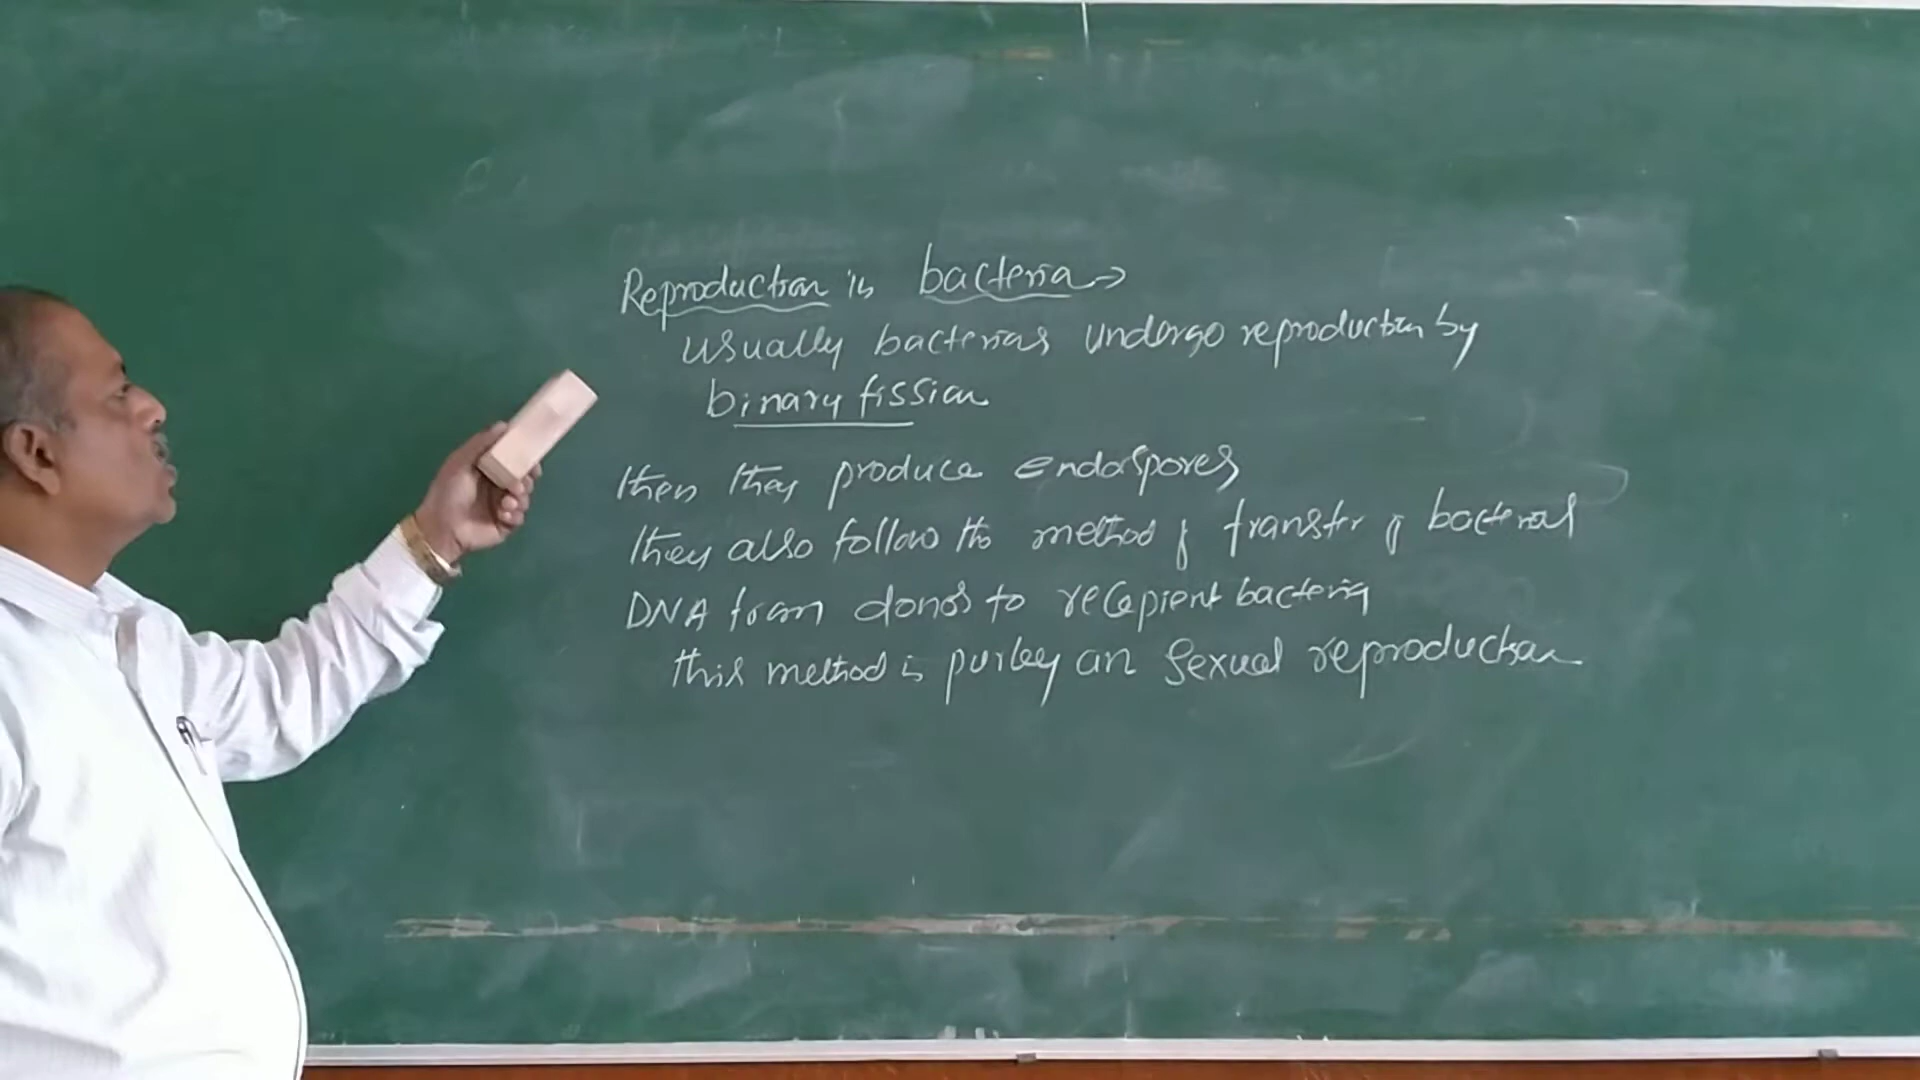 Reproduction in bacteria →
usually bacterias undergo reproduction by
binary fission
then they produce endospores
they also follow the method of transfer of bacterial
DNA from donor to recepient bacteria
this method is purley an sexual reproduction